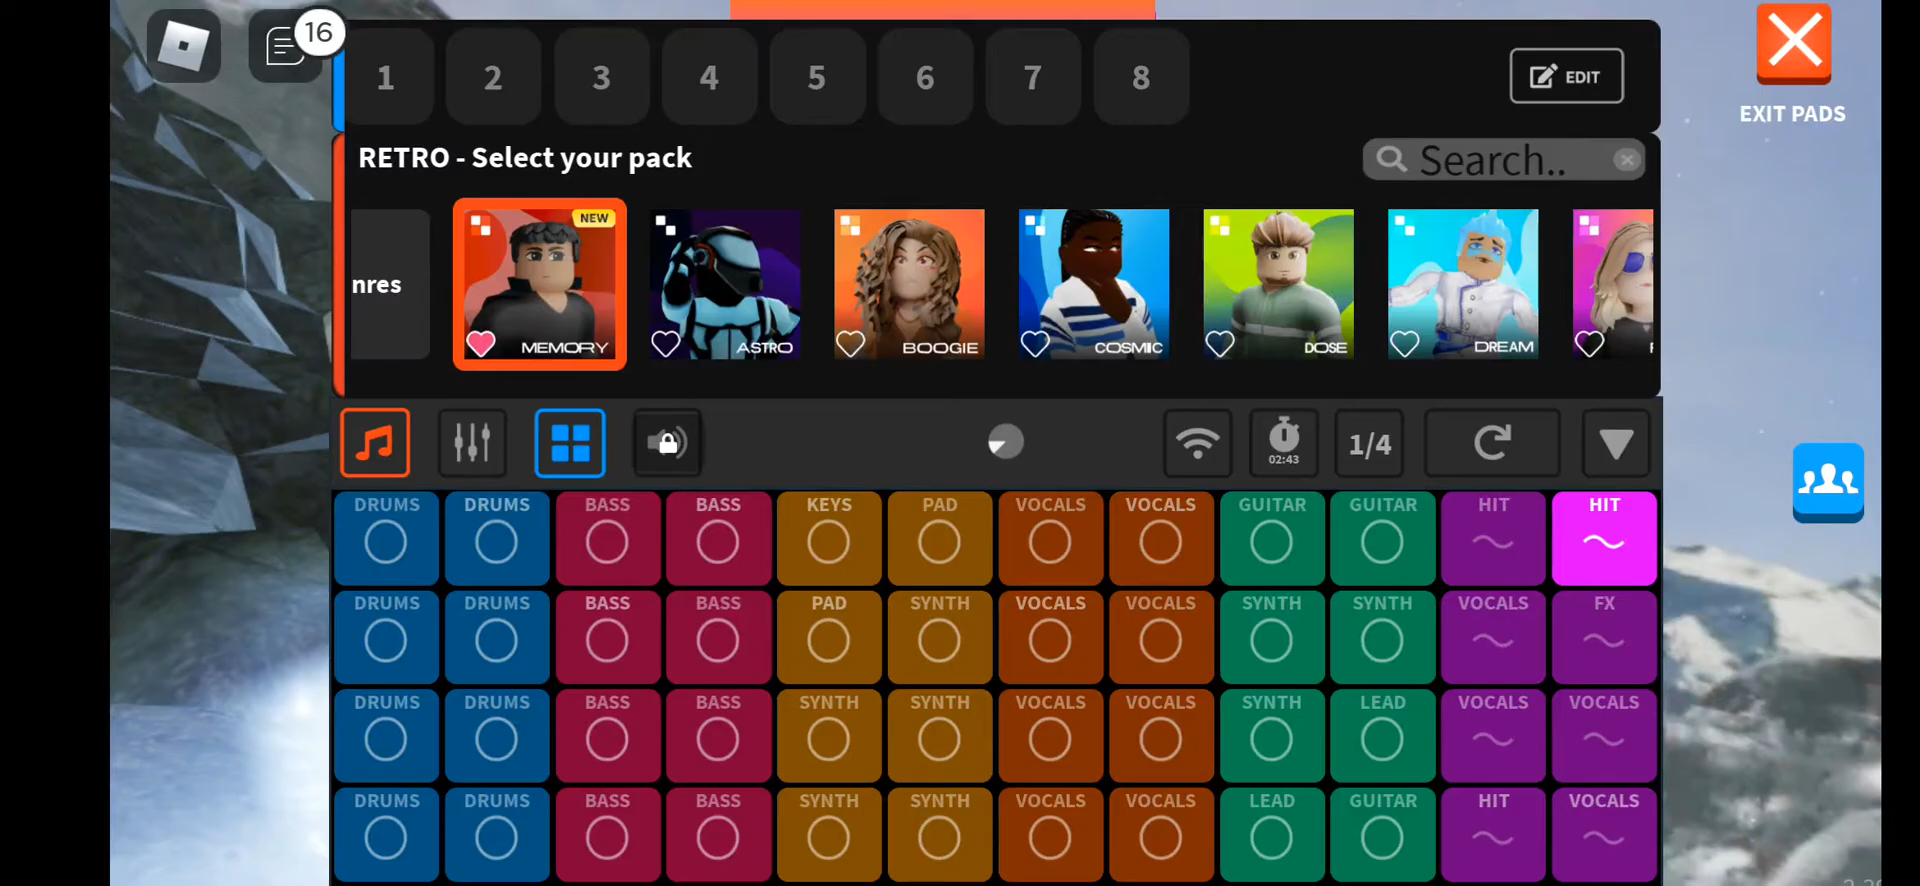 16
1 2 3 4 5 6 7 8 EDIT
EXIT PADS
RETRO - Select your pack Search..
nres
NEW
MEMORY ASTRO BOOGIE COSMIC DOSE DREAM
02:43 1/4
DRUMS DRUMS BASS BASS KEYS PAD VOCALS VOCALS GUITAR GUITAR HIT HIT
DRUMS DRUMS BASS BASS PAD SYNTH VOCALS VOCALS SYNTH SYNTH VOCALS FX
DRUMS DRUMS BASS BASS SYNTH SYNTH VOCALS VOCALS SYNTH LEAD VOCALS VOCALS
DRUMS DRUMS BASS BASS SYNTH SYNTH VOCALS VOCALS LEAD GUITAR HIT VOCALS